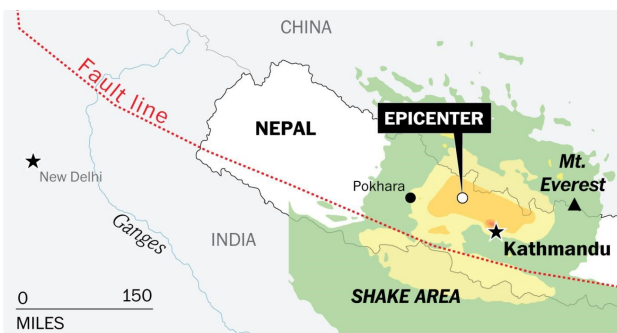 CHINA
Fault line
NEPAL
EPICENTER
Mt.
Everest
New Delhi
Pokhara
Ganges
INDIA
Kathmandu
0 150
MILES
SHAKE AREA